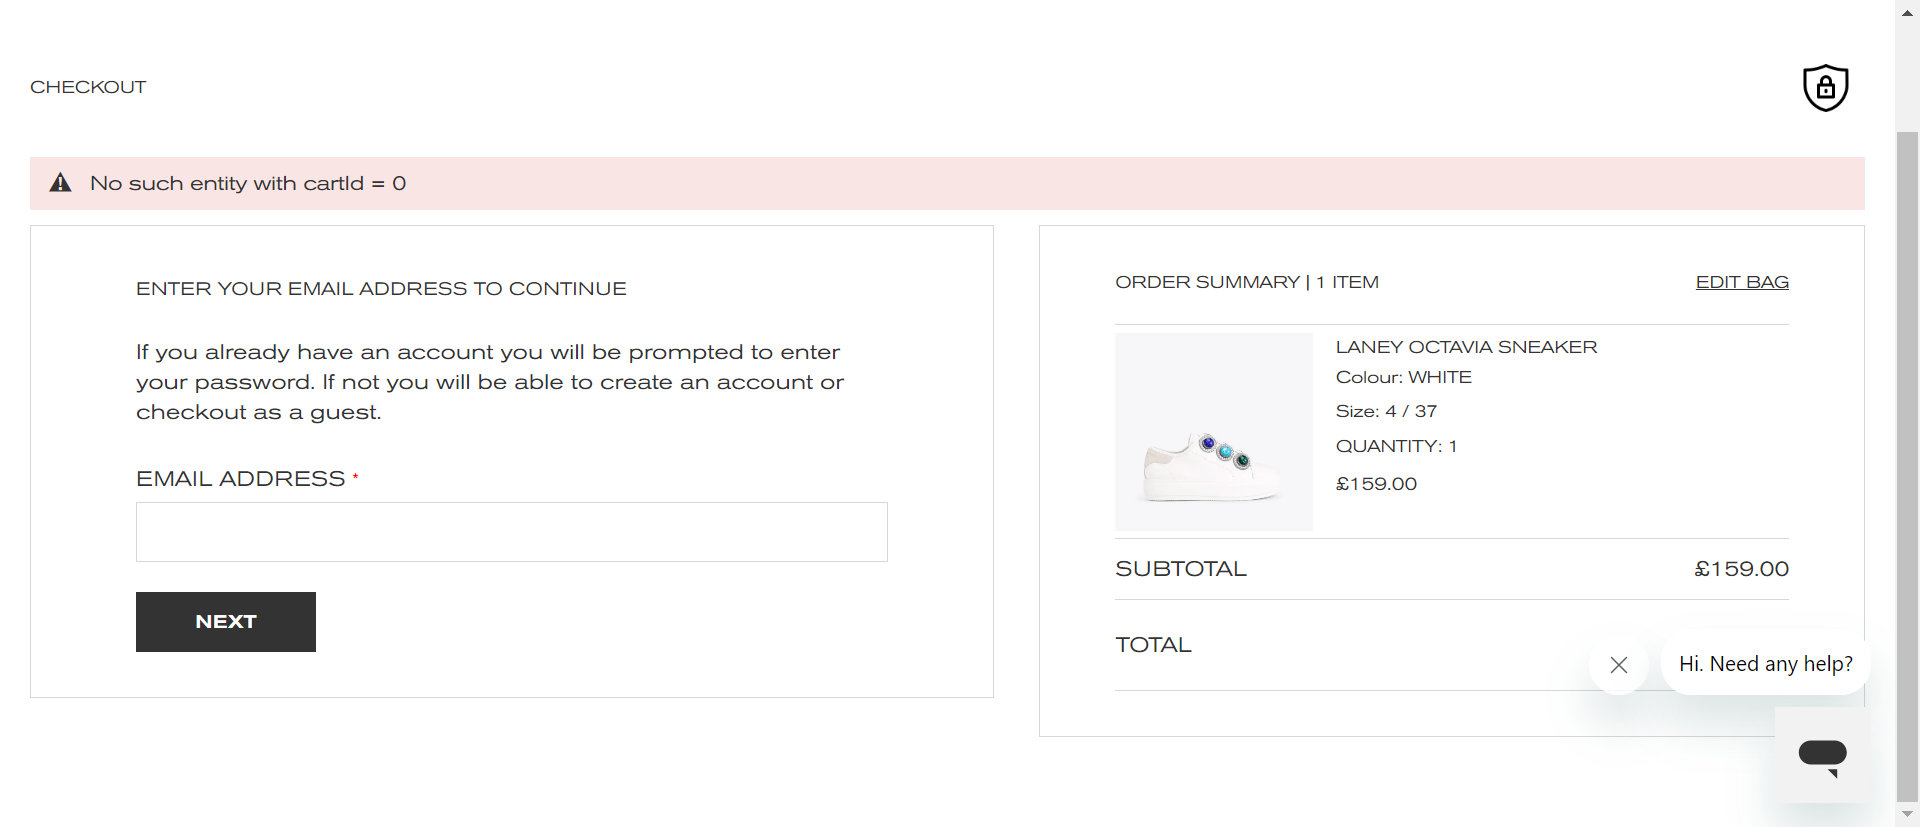 CHECKOUT
No such entity with cartId = 0
ENTER YOUR EMAIL ADDRESS TO CONTINUE
If you already have an account you will be prompted to enter
your password. If not you will be able to create an account or
checkout as a guest.
EMAIL ADDRESS *
NEXT
ORDER SUMMARY | 1 ITEM
EDIT BAG
LANEY OCTAVIA SNEAKER
Colour: WHITE
Size: 4 / 37
QUANTITY: 1
£159.00
SUBTOTAL
£159.00
TOTAL
Hi. Need any help?